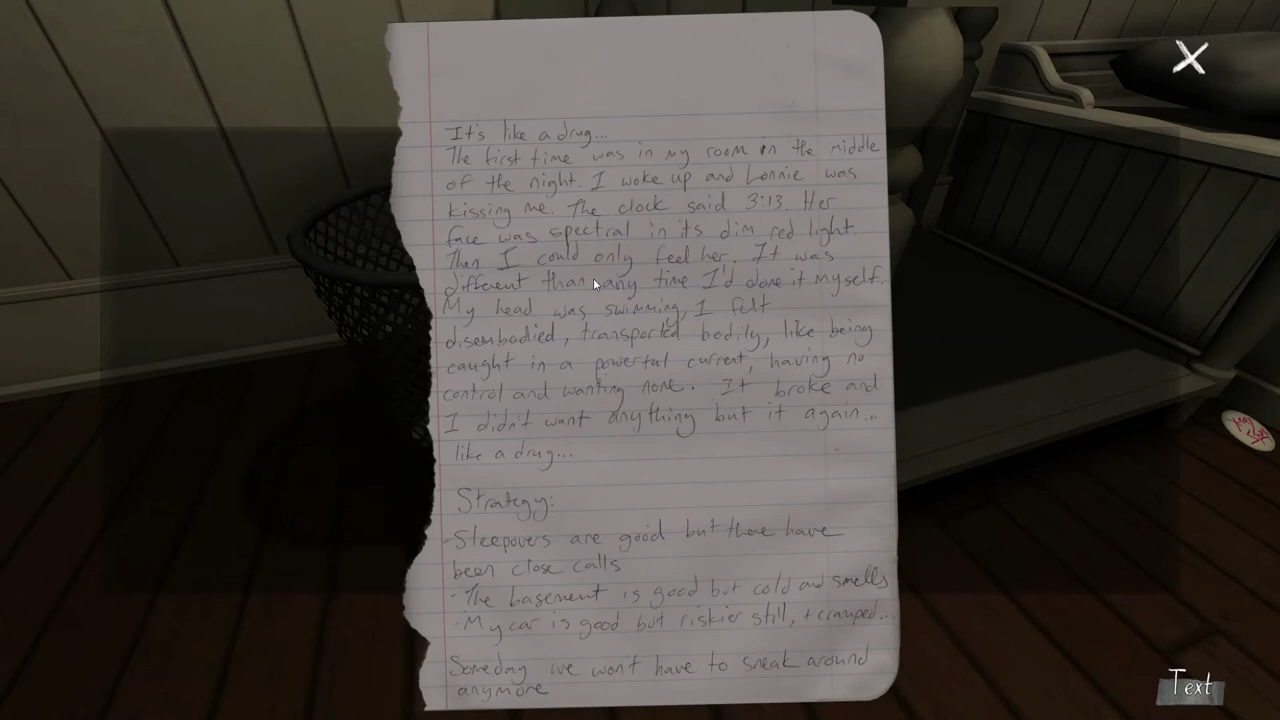 It's like a drug...
The first time was in my room in the middle
of the night. I woke up and Lonnie was
kissing me. The clock said 3:13. Her
face was spectral in its dim red light.
Then I could only feel her. It was
different than any time I'd done it myself.
My head was swimming, I felt
disembodied, transported bodily, like being
caught in a powerful current, having no
control and wanting none. It broke and
I didn't want anything but it again...
like a drug...
Strategy:
-Sleepovers are good but there have
been close calls
-The basement is good but cold and smells
-My car is good but riskier still, + cramped...
Someday we won't have to sneak around
anymore
Text